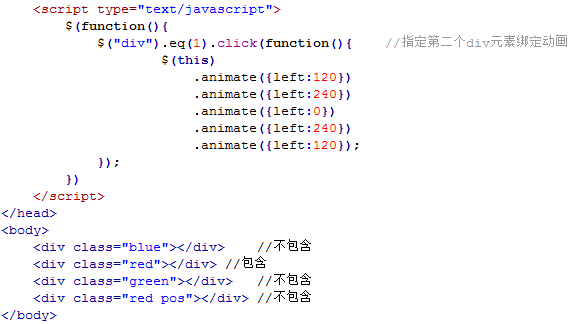 <script type="text/javascript">
$(function(){
$("div").eq(1).click(function(){    //指定第二个div元素绑定动画
$(this)
.animate({left:120})
.animate({left:240})
.animate({left:0})
.animate({left:240})
.animate({left:120});
});
})
</script>
</head>
<body>
<div class="blue"></div>    //不包含
<div class="red"></div> //包含
<div class="green"></div>   //不包含
<div class="red pos"></div> //不包含
</body>